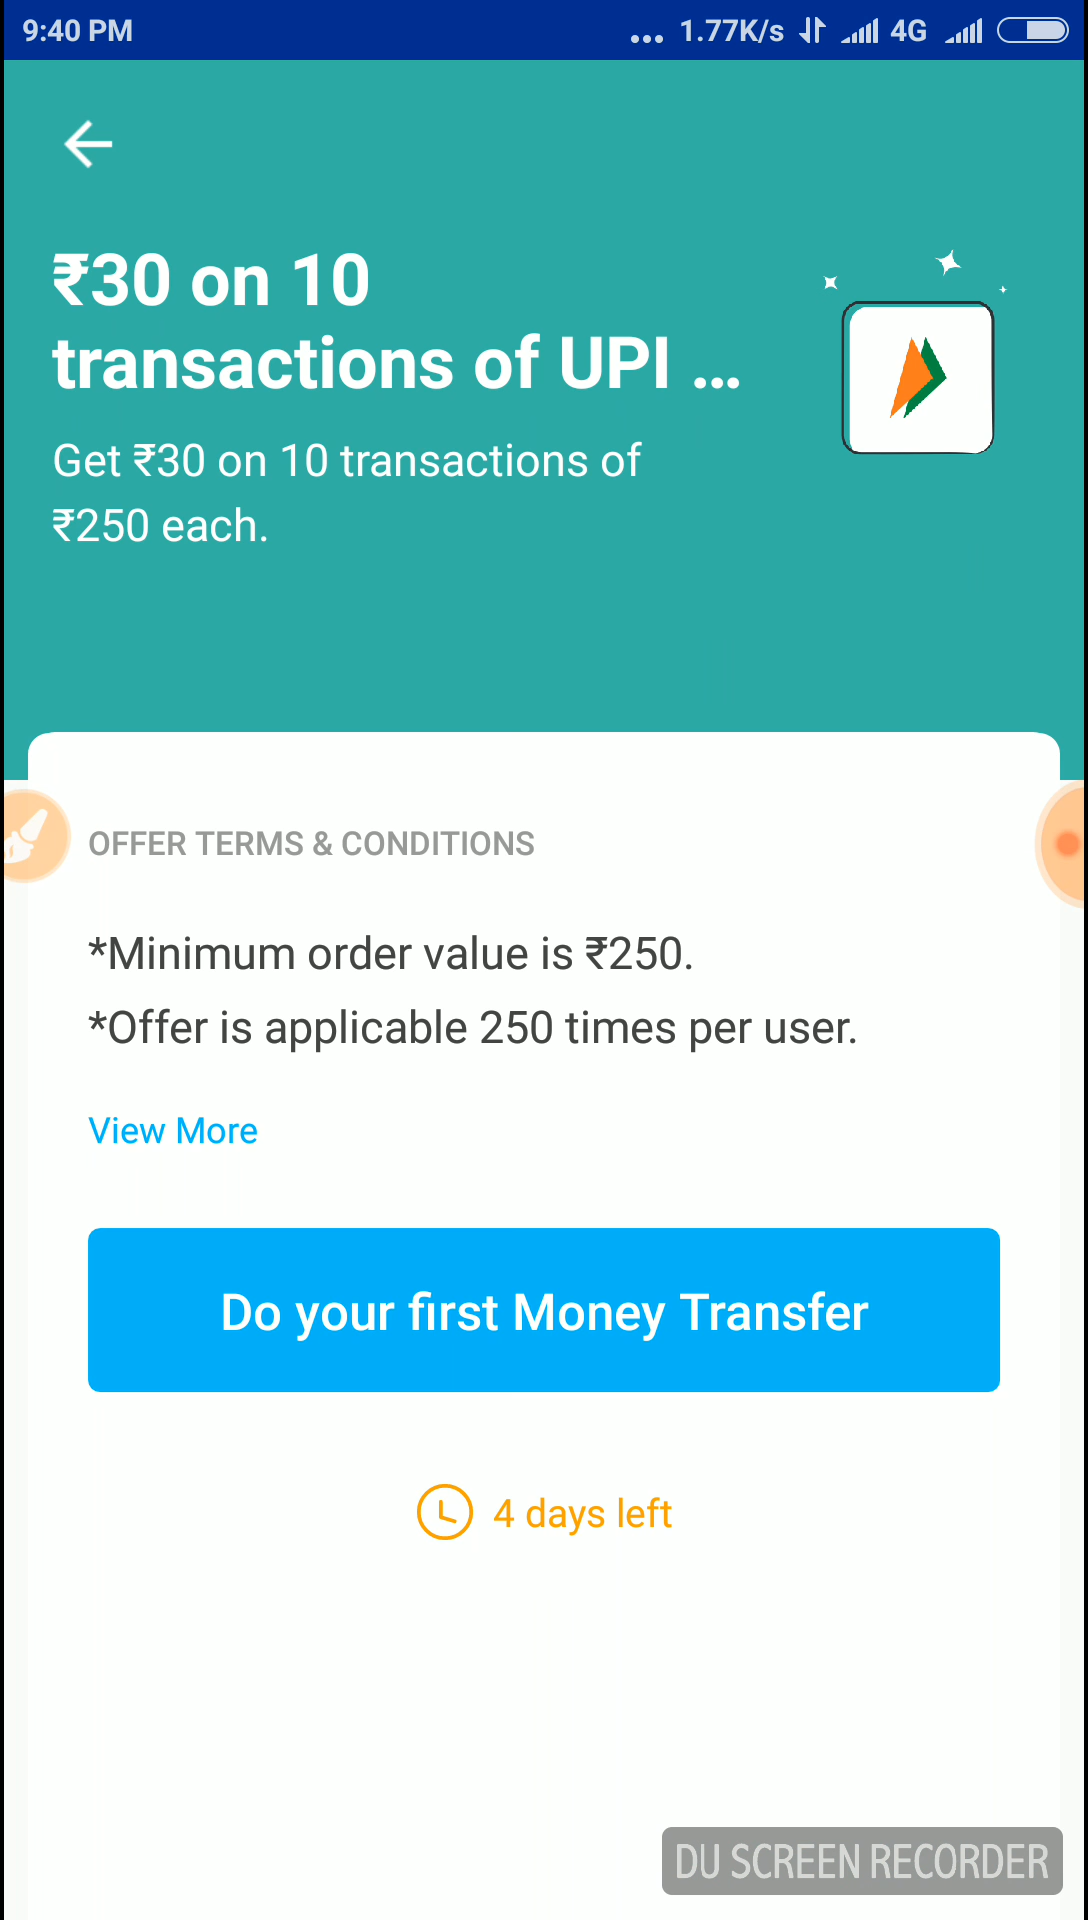 9:40 PM
... 1.77K/s 4G
₹30 on 10
transactions of UPI ...
Get ₹30 on 10 transactions of
₹250 each.
OFFER TERMS & CONDITIONS
*Minimum order value is ₹250.
*Offer is applicable 250 times per user.
View More
Do your first Money Transfer
4 days left
DU SCREEN RECORDER